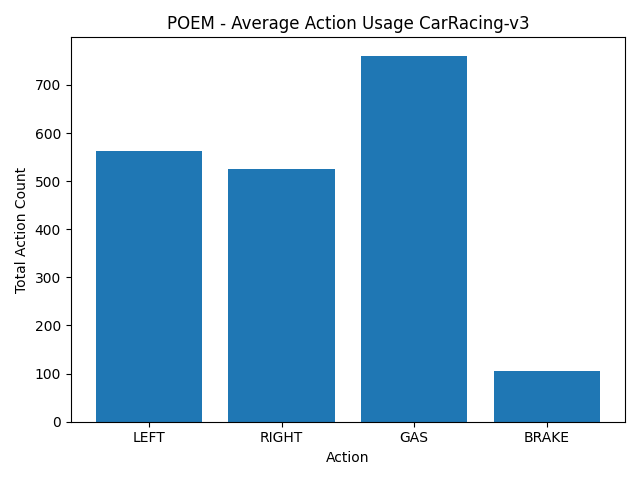 POEM - Average Action Usage CarRacing-v3
Total Action Count
700
600
500
400
300
200
100
0
LEFT RIGHT GAS BRAKE
Action